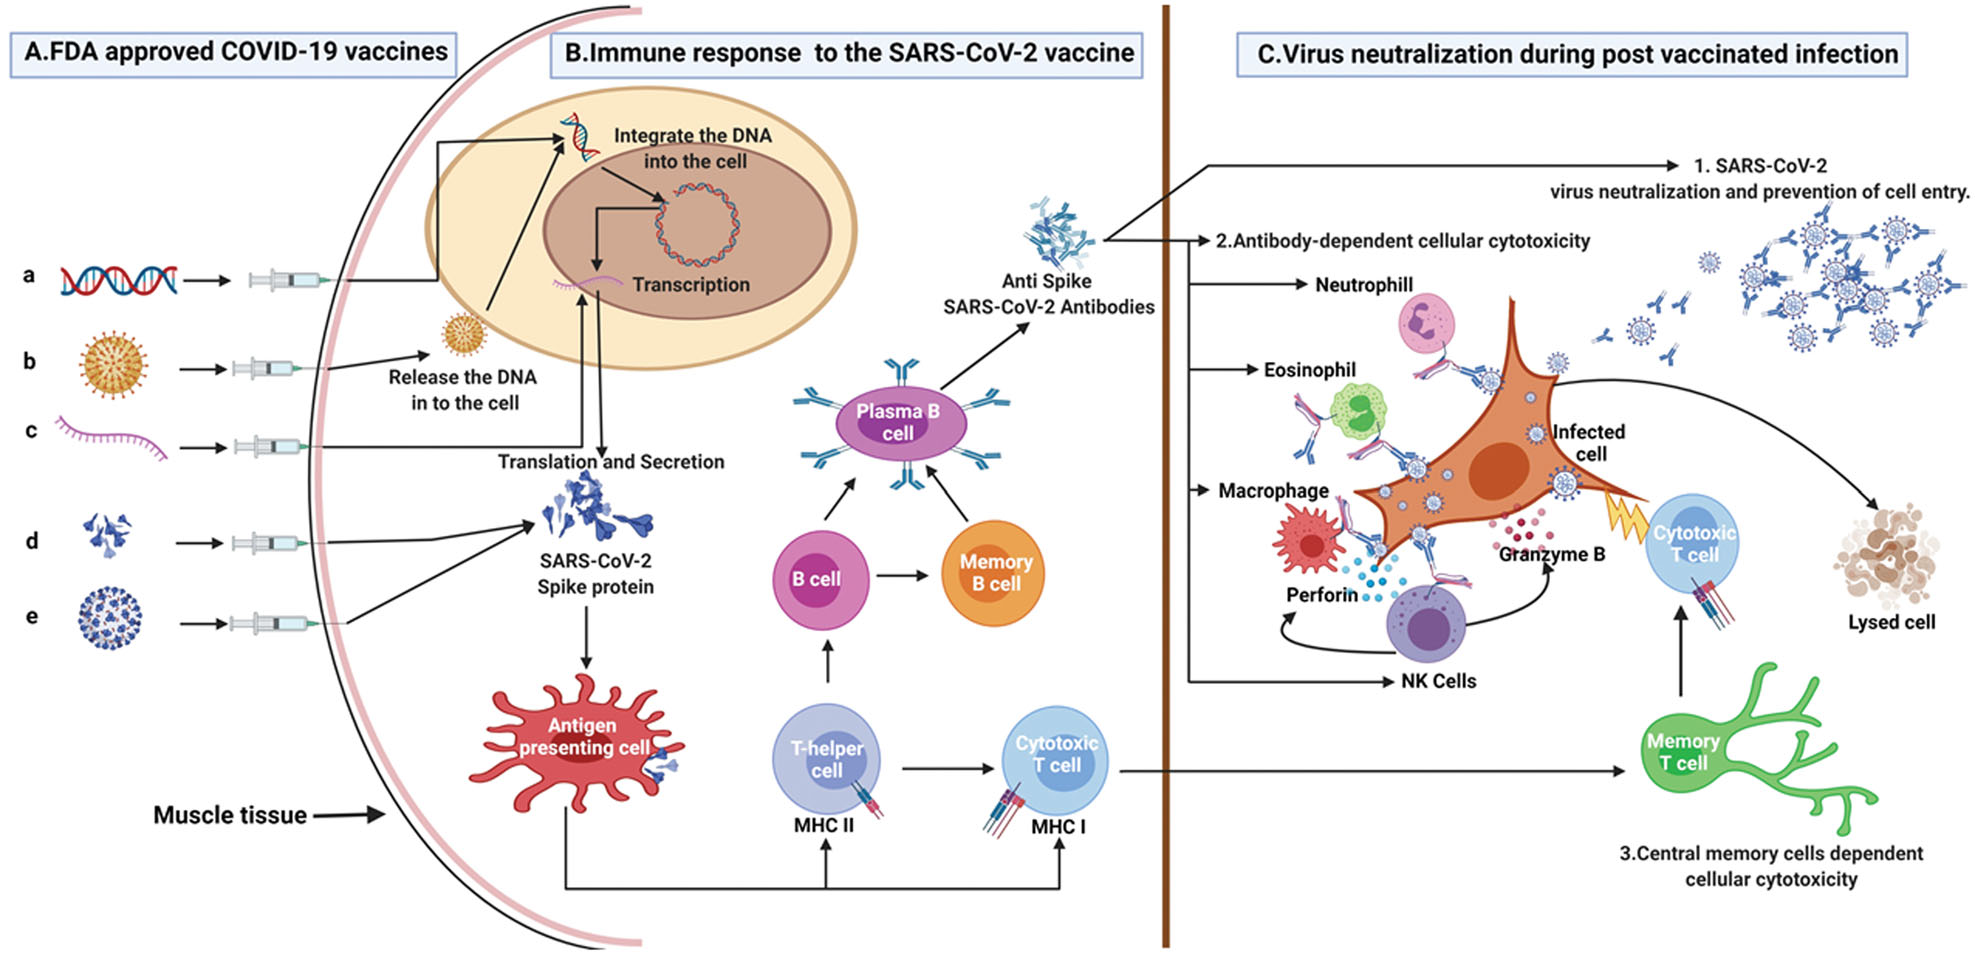 A.FDA approved COVID-19 vaccines
a
b
c
d
e
Muscle tissue
B.Immune response to the SARS-CoV-2 vaccine
Integrate the DNA
into the cell
Transcription
Release the DNA
in to the cell
Translation and Secretion
SARS-CoV-2
Spike protein
Antigen
presenting cell
T-helper
cell
MHC II
Cytotoxic
T cell
MHC I
B cell
Memory
B cell
Plasma B
cell
Anti Spike
SARS-CoV-2 Antibodies
C.Virus neutralization during post vaccinated infection
1. SARS-CoV-2
virus neutralization and prevention of cell entry.
2.Antibody-dependent cellular cytotoxicity
Neutrophill
Eosinophil
Macrophage
Perforin
NK Cells
Granzyme B
Infected
cell
Cytotoxic
T cell
Lysed cell
Memory
T cell
3.Central memory cells dependent
cellular cytotoxicity